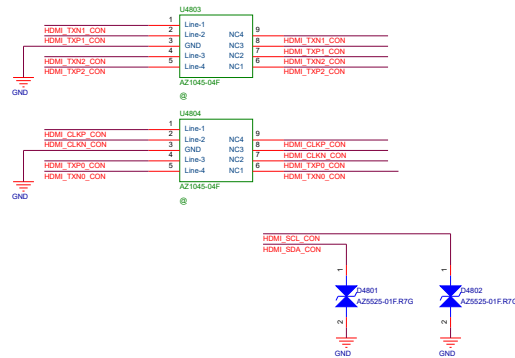 U4803
1 Line-1
HDMI_TXN1_CON 2 Line-2 NC4 9
HDMI_TXP1_CON 3 GND NC3 8 HDMI_TXN1_CON
4 Line-3 NC2 7 HDMI_TXP1_CON
HDMI_TXN2_CON 5 Line-4 NC1 6 HDMI_TXN2_CON
HDMI_TXP2_CON HDMI_TXP2_CON
AZ1045-04F
GND
@
U4804
1 Line-1
HDMI_CLKP_CON 2 Line-2 NC4 9
HDMI_CLKN_CON 3 GND NC3 8 HDMI_CLKP_CON
4 Line-3 NC2 7 HDMI_CLKN_CON
HDMI_TXP0_CON 5 Line-4 NC1 6 HDMI_TXP0_CON
HDMI_TXN0_CON HDMI_TXN0_CON
AZ1045-04F
GND
@
HDMI_SCL_CON
HDMI_SDA_CON
1 1
D4801 D4802
AZ5525-01F.R7G AZ5525-01F.R7G
2 2
GND GND